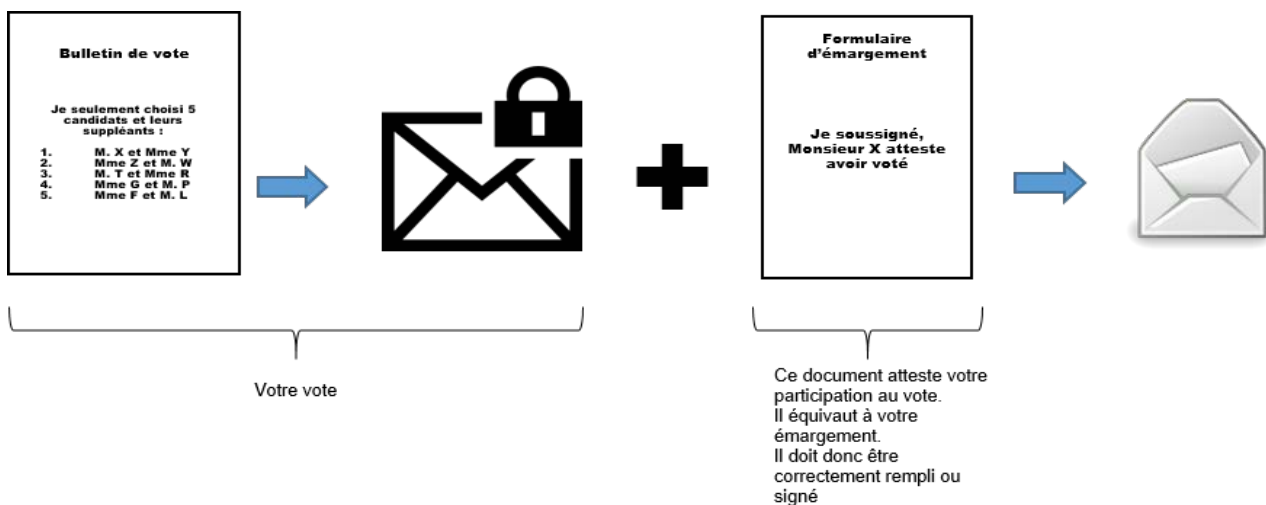 Bulletin de vote
Je seulement choisi 5
candidats et leurs
suppléants :
1. M. X et Mme Y
2. Mme Z et M. W
3. M. T et Mme R
4. Mme G et M. P
5. Mme F et M. L
Votre vote
Formulaire
d'émargement
Je soussigné,
Monsieur X atteste
avoir voté
Ce document atteste votre
participation au vote.
Il équivaut à votre
émargement.
Il doit donc être
correctement rempli ou
signé